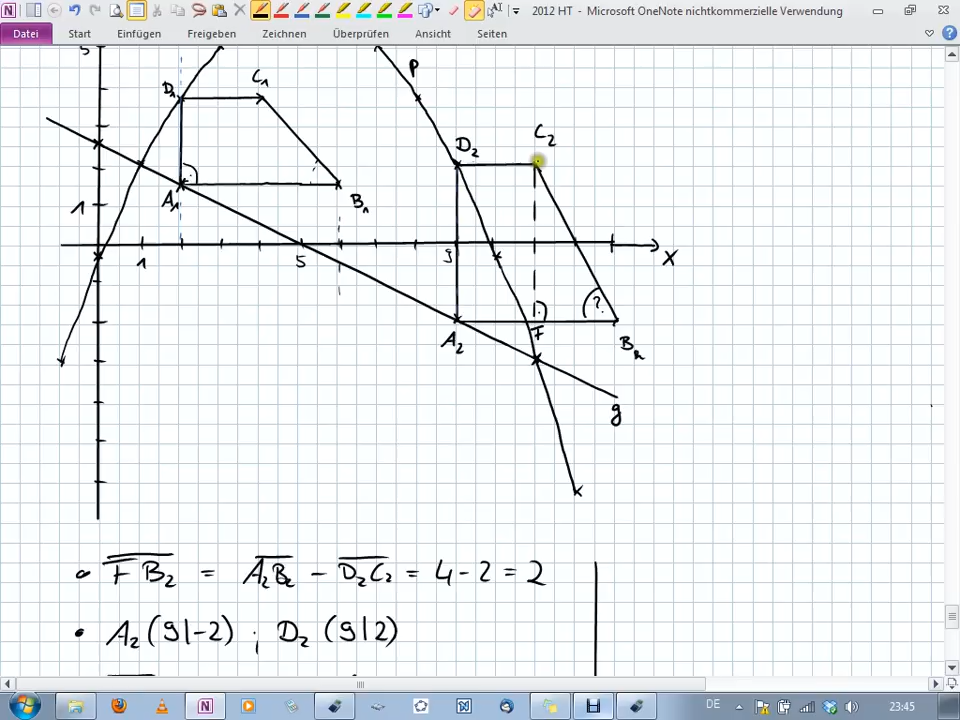 2012 HT - Microsoft OneNote nichtkommerzielle Verwendung
Datei Start Einfügen Freigeben Zeichnen Überprüfen Ansicht Seiten
5
P
D₁ C₁
C₂
D₂
1 A₁ B₁
1 5 9 X
?
F
A₂ B₂
g
• FB₂ = A₂B₂ - D₂C₂ = 4 - 2 = 2
• A₂ (9|-2) ; D₂ (9|2)
DE 23:45